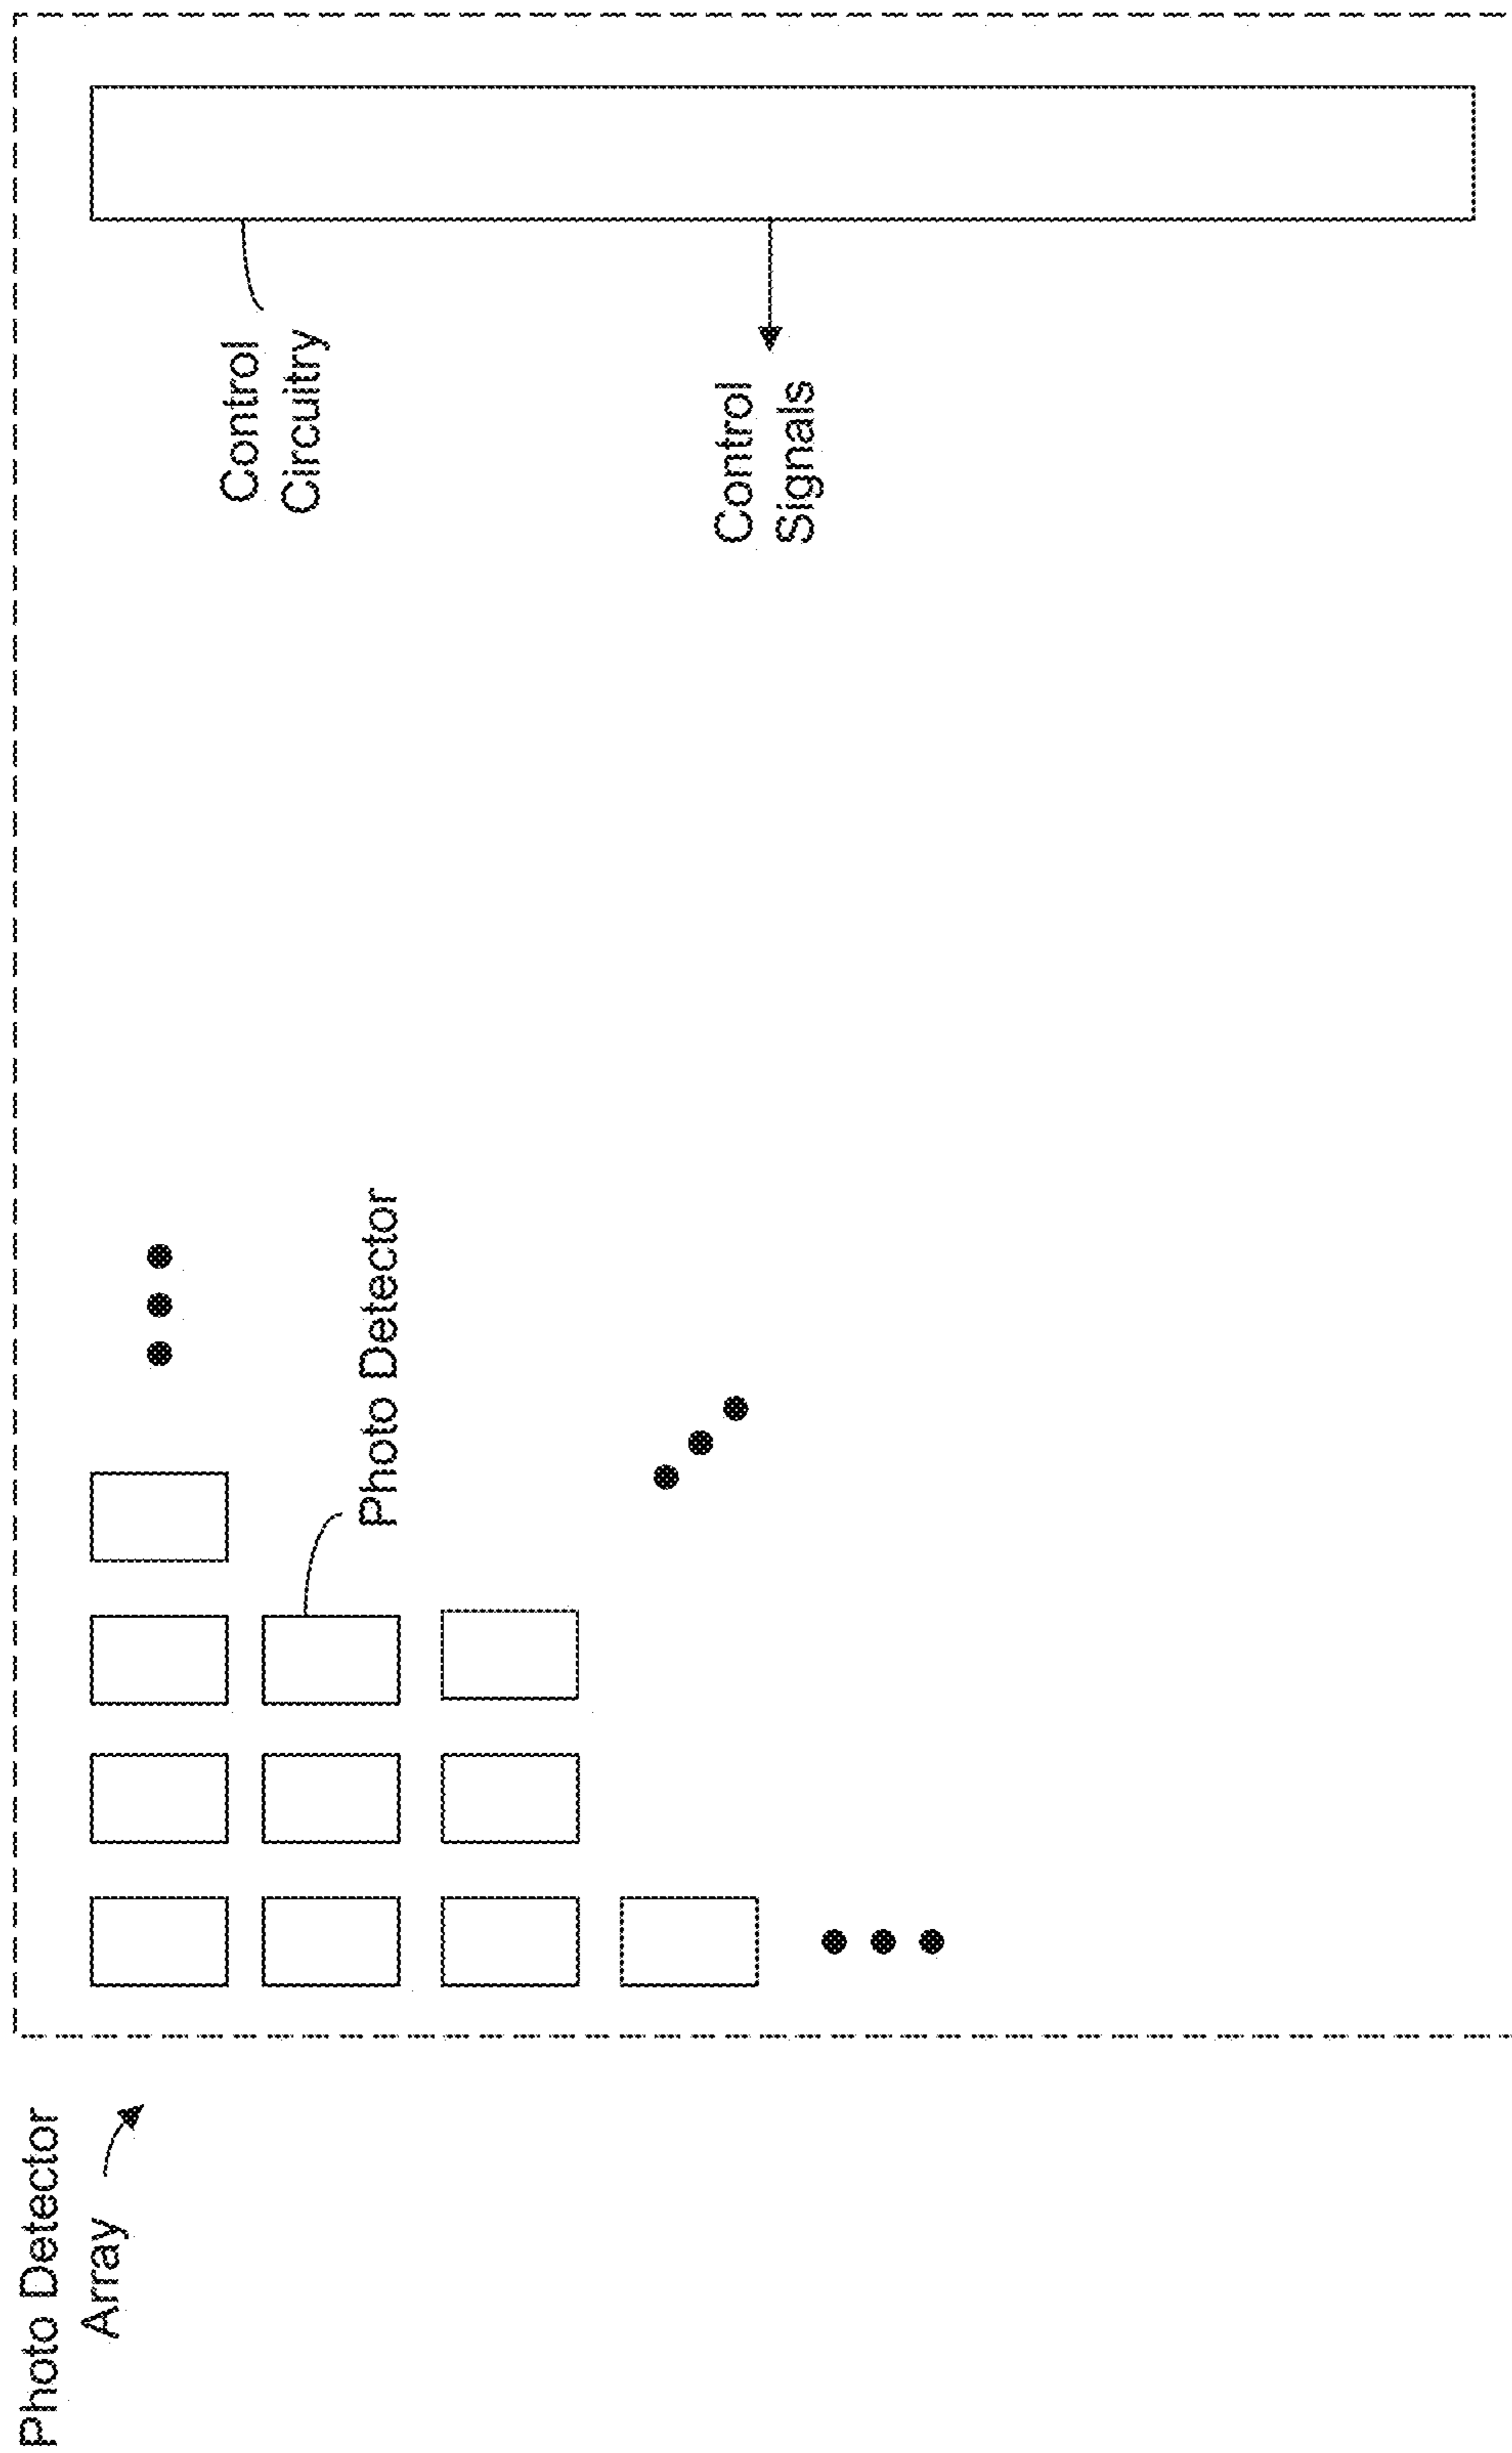 Photo Detector
Array
Photo Detector
Control
Circuitry
Control
Signals